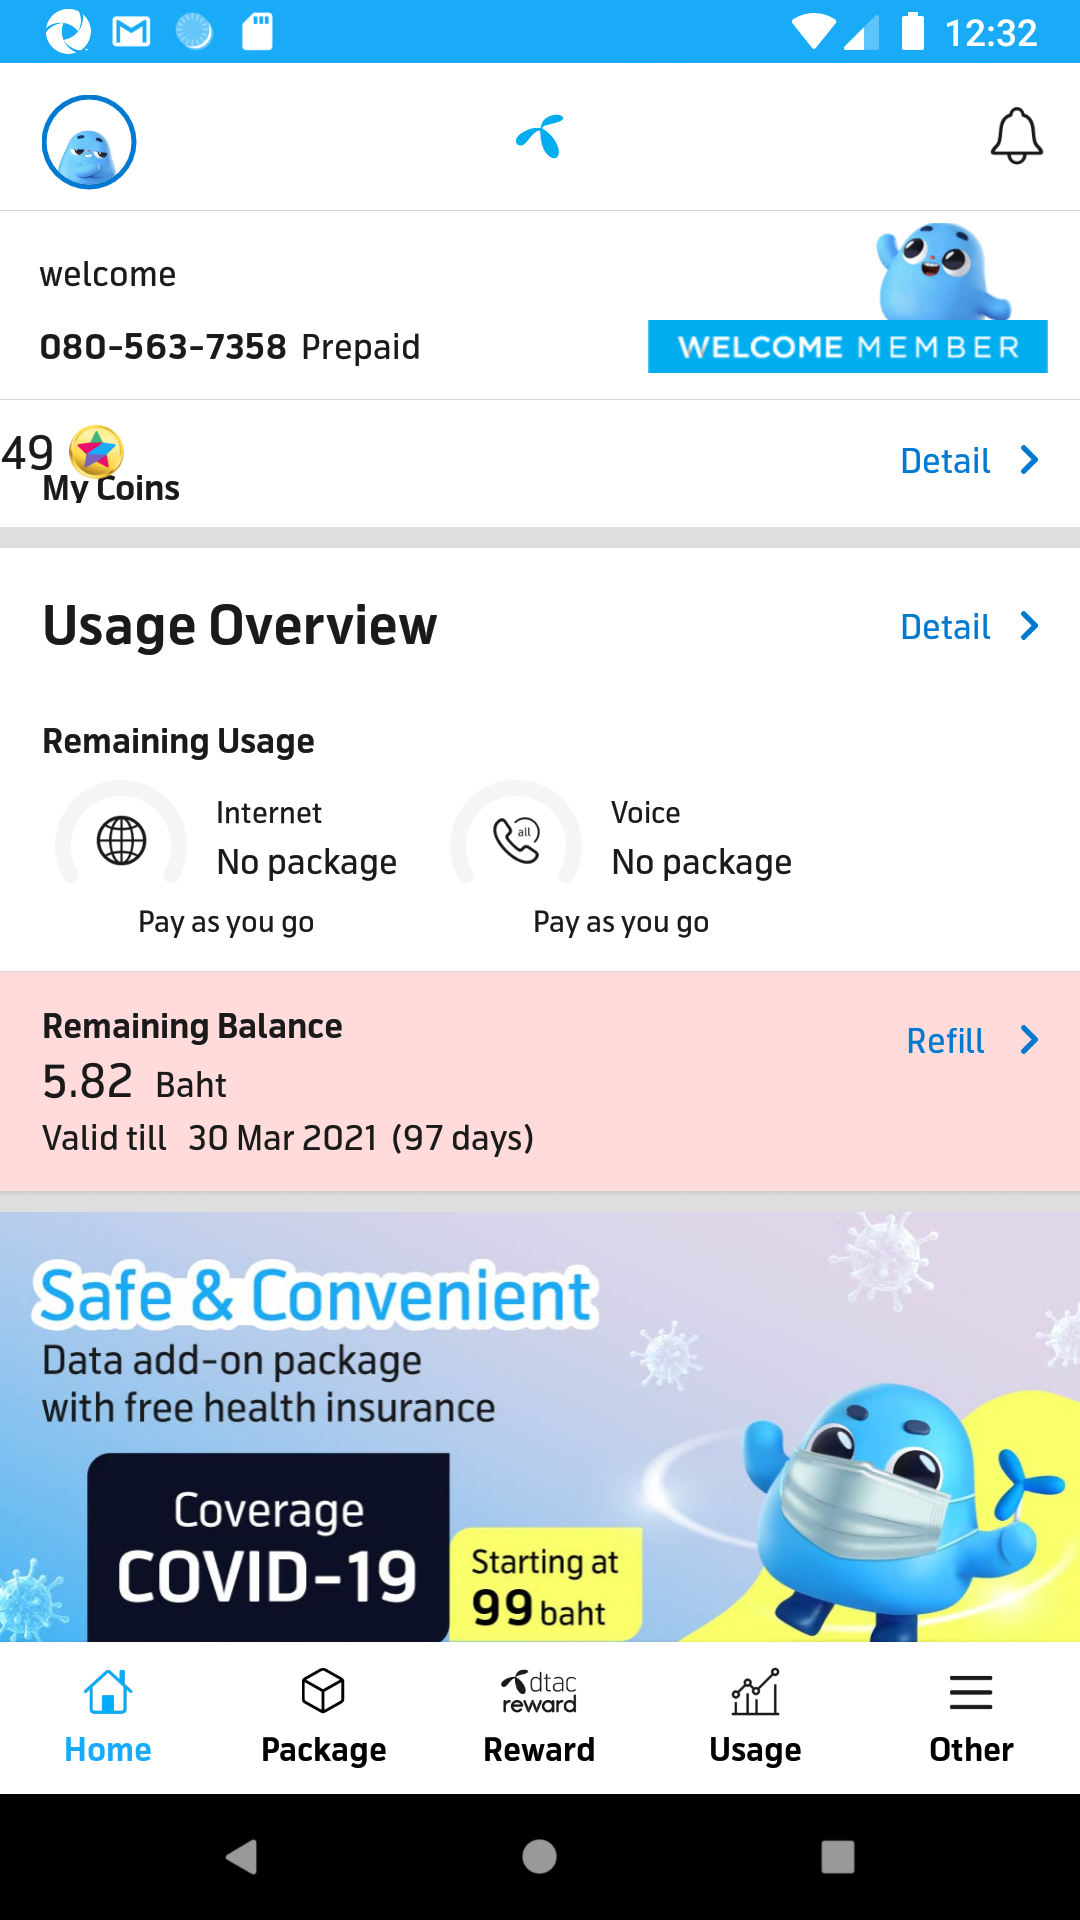 12:32
welcome
080-563-7358 Prepaid
WELCOME MEMBER
49
My Coins
Detail
Usage Overview
Detail
Remaining Usage
Internet
No package
Pay as you go
all
Voice
No package
Pay as you go
Remaining Balance
Refill
5.82 Baht
Valid till 30 Mar 2021 (97 days)
Safe & Convenient
Data add-on package
with free health insurance
Coverage
COVID-19
Starting at
99 baht
dtac
reward
Home
Package
Reward
Usage
Other